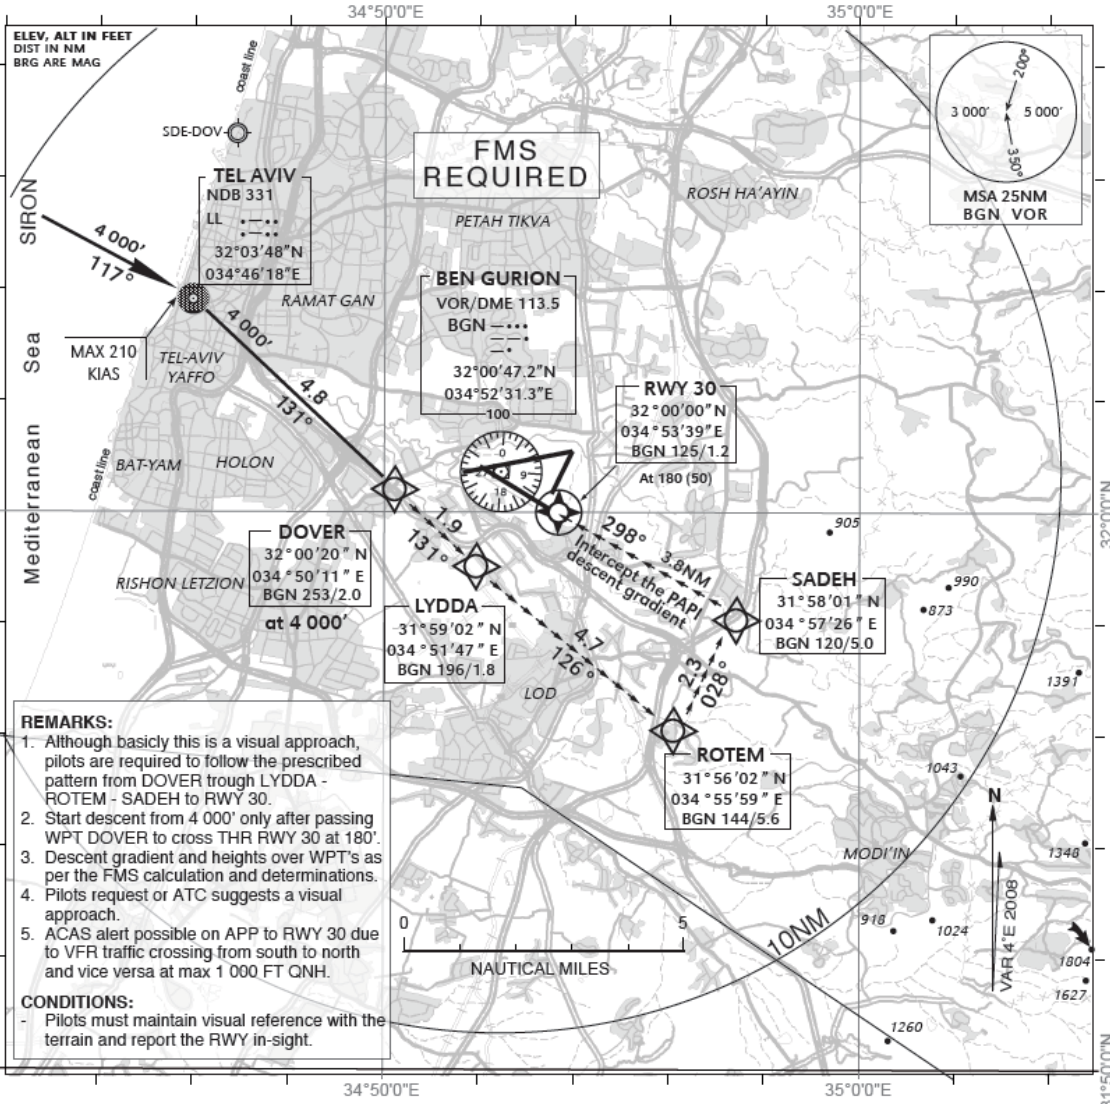 34°50'0"E
35°0'0"E
ELEV, ALT IN FEET
DIST IN NM
BRG ARE MAG
coast line
SDE-DOV
FMS
REQUIRED
ROSH HA'AYIN
200°
3 000'
5 000'
350°
MSA 25NM
BGN VOR
SIRON
4 000'
117°
TEL AVIV
NDB 331
LL
32°03'48"N
034°46'18"E
PETAH TIKVA
RAMAT GAN
MAX 210
KIAS
TEL-AVIV
YAFFO
4 000'
4.8
131°
BEN GURION
VOR/DME 113.5
BGN
32°00'47.2"N
034°52'31.3"E
100
RWY 30
32°00'00"N
034°53'39"E
BGN 125/1.2
At 180 (50)
0
9
18
27
Mediterranean Sea
coast line
BAT-YAM
HOLON
32°0'0"N
905
DOVER
32°00'20" N
034°50'11" E
BGN 253/2.0
at 4 000'
1.9
131°
298°
3.8NM
Intercept the PAPI
descent gradient
RISHON LETZION
LYDDA
31°59'02" N
034°51'47" E
BGN 196/1.8
4.7
126°
SADEH
31°58'01" N
034°57'26" E
BGN 120/5.0
990
873
2.3
028°
LOD
1391
ROTEM
31°56'02" N
034°55'59" E
BGN 144/5.6
1043
N
REMARKS:
1. Although basicly this is a visual approach,
pilots are required to follow the prescribed
pattern from DOVER trough LYDDA -
ROTEM - SADEH to RWY 30.
2. Start descent from 4 000' only after passing
WPT DOVER to cross THR RWY 30 at 180'.
3. Descent gradient and heights over WPT's as
per the FMS calculation and determinations.
4. Pilots request or ATC suggests a visual
approach.
5. ACAS alert possible on APP to RWY 30 due
to VFR traffic crossing from south to north
and vice versa at max 1 000 FT QNH.
CONDITIONS:
- Pilots must maintain visual reference with the
terrain and report the RWY in-sight.
MODI'IN
1348
918
1024
VAR 4°E 2008
1804
1627
0
5
NAUTICAL MILES
10NM
1260
31°50'0"N
34°50'0"E
35°0'0"E